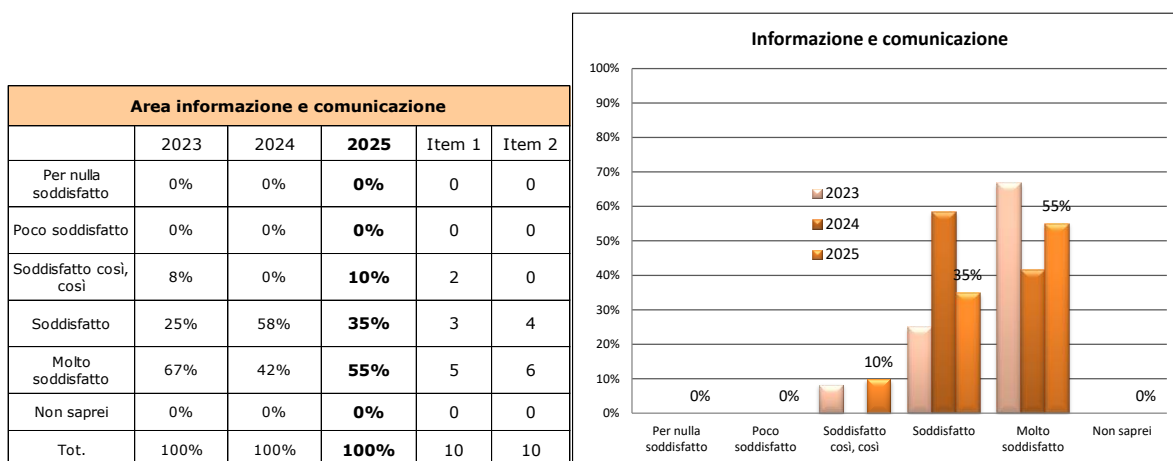 Area informazione e comunicazione
2023 2024 2025 Item 1 Item 2
Per nulla
soddisfatto 0% 0% 0% 0 0
Poco soddisfatto 0% 0% 0% 0 0
Soddisfatto così,
così 8% 0% 10% 2 0
Soddisfatto 25% 58% 35% 3 4
Molto
soddisfatto 67% 42% 55% 5 6
Non saprei 0% 0% 0% 0 0
Tot. 100% 100% 100% 10 10
Informazione e comunicazione
100%
90%
80%
70%
60%
50%
40%
30%
20%
10%
0%
2023
2024
2025
0% 0% 10% 35% 55% 0%
Per nulla
soddisfatto
Poco
soddisfatto
Soddisfatto
così, così
Soddisfatto
Molto
soddisfatto
Non saprei